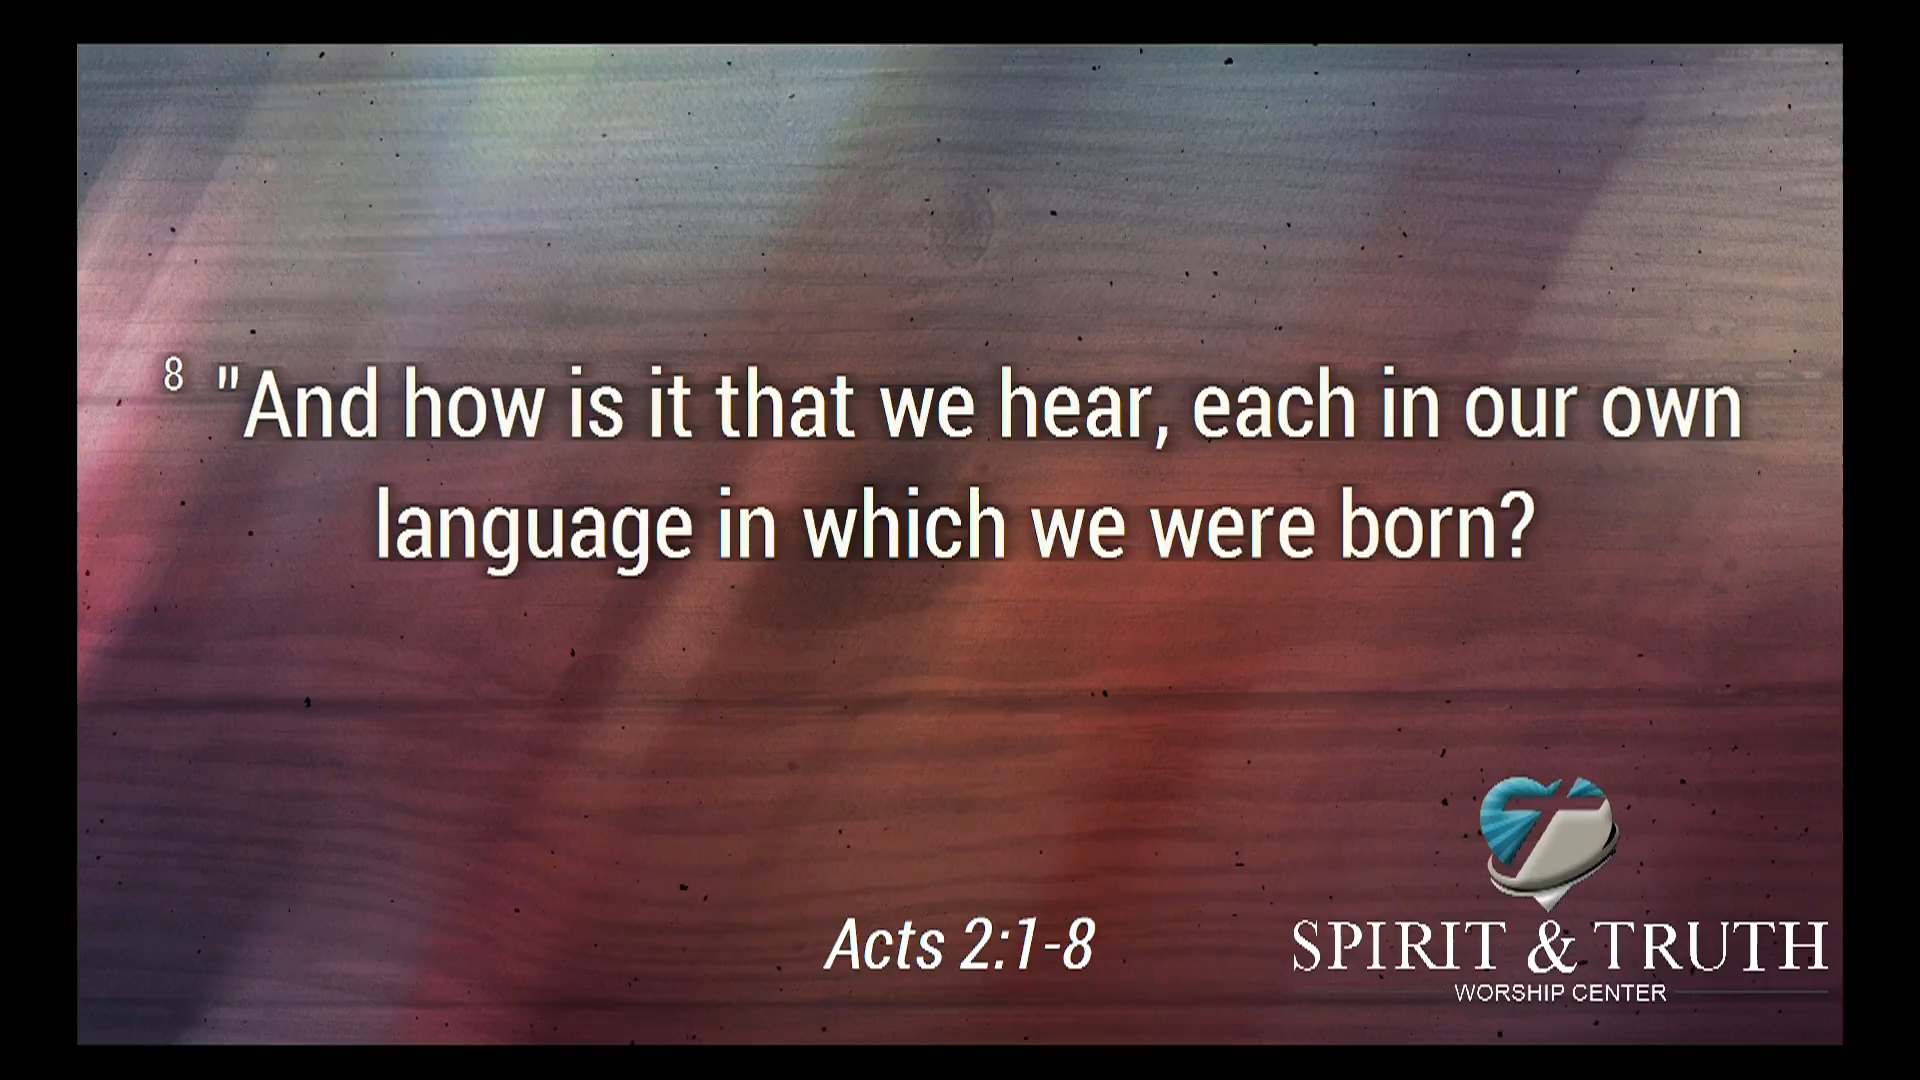 8 "And how is it that we hear, each in our own
language in which we were born?
Acts 2:1-8
SPIRIT & TRUTH
WORSHIP CENTER